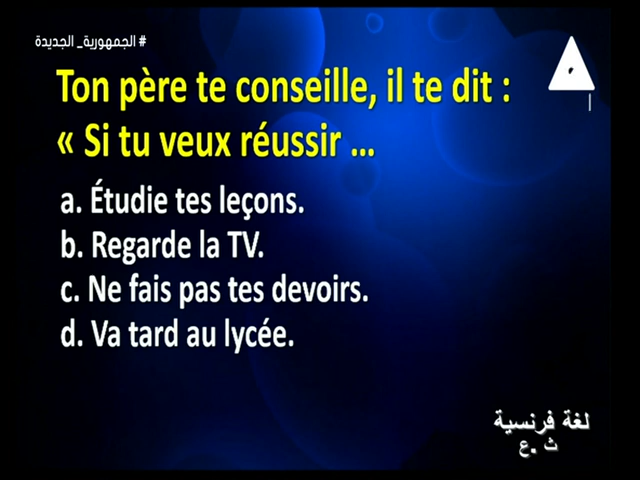 # الجمهورية_ الجديدة
Ton père te conseille, il te dit :
« Si tu veux réussir ...
a. Étudie tes leçons.
b. Regarde la TV.
c. Ne fais pas tes devoirs.
d. Va tard au lycée.
لغة فرنسية
ث .ع